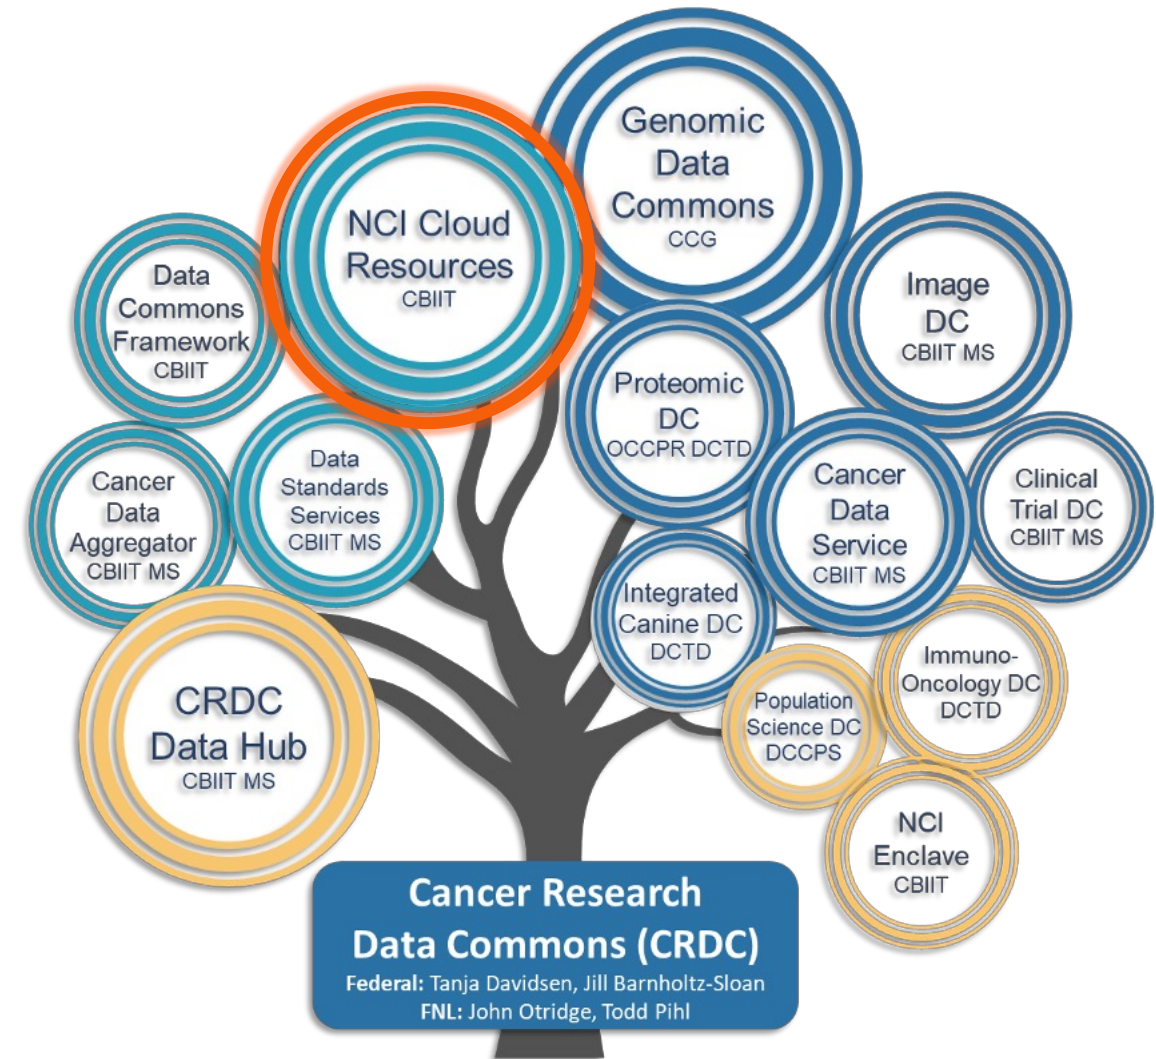 Genomic
Data
Commons
CCG
NCI Cloud
Resources
CBIIT
Data
Commons
Framework
CBIIT
Image
DC
CBIIT MS
Proteomic
DC
OCCPR DCTD
Cancer
Data
Aggregator
CBIIT MS
Data
Standards
Services
CBIIT MS
Cancer
Data
Service
CBIIT MS
Clinical
Trial DC
CBIIT MS
Integrated
Canine DC
DCTD
Immuno-
Oncology DC
DCTD
Population
Science DC
DCCPS
CRDC
Data Hub
CBIIT MS
NCI
Enclave
CBIIT
Cancer Research
Data Commons (CRDC)
Federal: Tanja Davidsen, Jill Barnholtz-Sloan
FNL: John Otridge, Todd Pihl